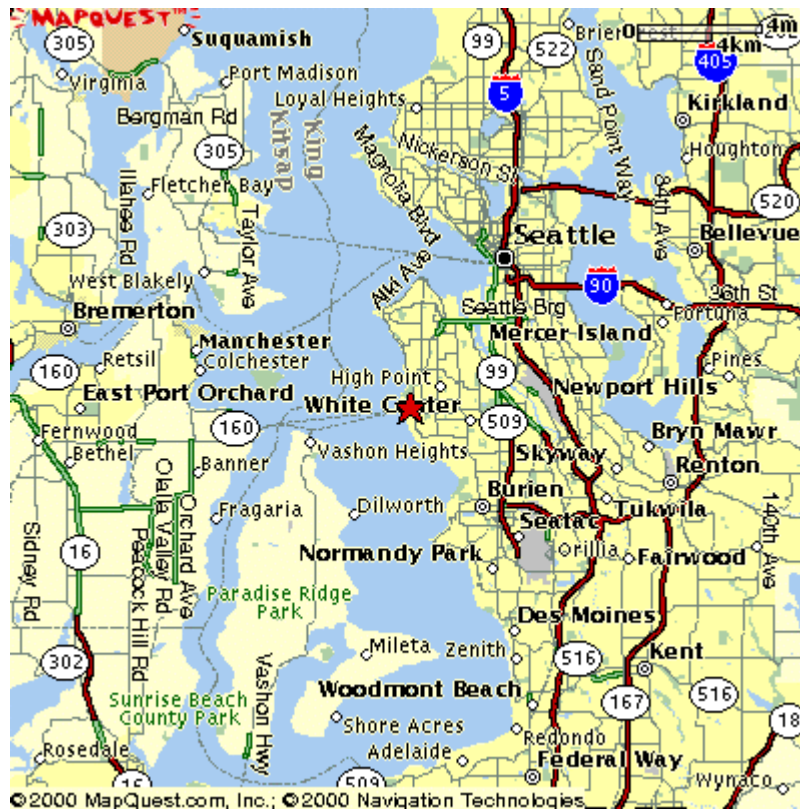 MAPQUEST™
305
Suquamish
Virginia
Port Madison
Loyal Heights
99
522
Brier
0
4m
4km
405
5
Sand Point Way
Kirkland
Bergman Rd
Kitsap
King
Nickerson St
Houghton
305
Magnolia Blvd
84th Ave
520
Illahee Rd
Fletcher Bay
303
Taylor Ave
Seattle
Bellevue
West Blakely
Alki Ave
90
36th St
Bremerton
Seattle Brg
Mercer Island
Fortuna
Manchester
Colchester
Retsil
160
High Point
99
Pines
East Port Orchard
Newport Hills
White Center
160
509
Fernwood
Bethel
Vashon Heights
Bryn Mawr
Skyway
Renton
Banner
Olalla Valley Rd
Orchard Ave
Burien
Fragaria
Dilworth
Tukwila
Seatac
140th Ave
Sidney Rd
16
Peacock Hill Rd
Normandy Park
Orillia
Fairwood
Paradise Ridge
Park
Des Moines
Mileta
Zenith
516
Kent
302
Vashon Hwy
Woodmont Beach
516
167
Sunrise Beach
County Park
Shore Acres
18
Redondo
Rosedale
Adelaide
Federal Way
16
509
Wynaco
©2000 MapQuest.com, Inc.; ©2000 Navigation Technologies